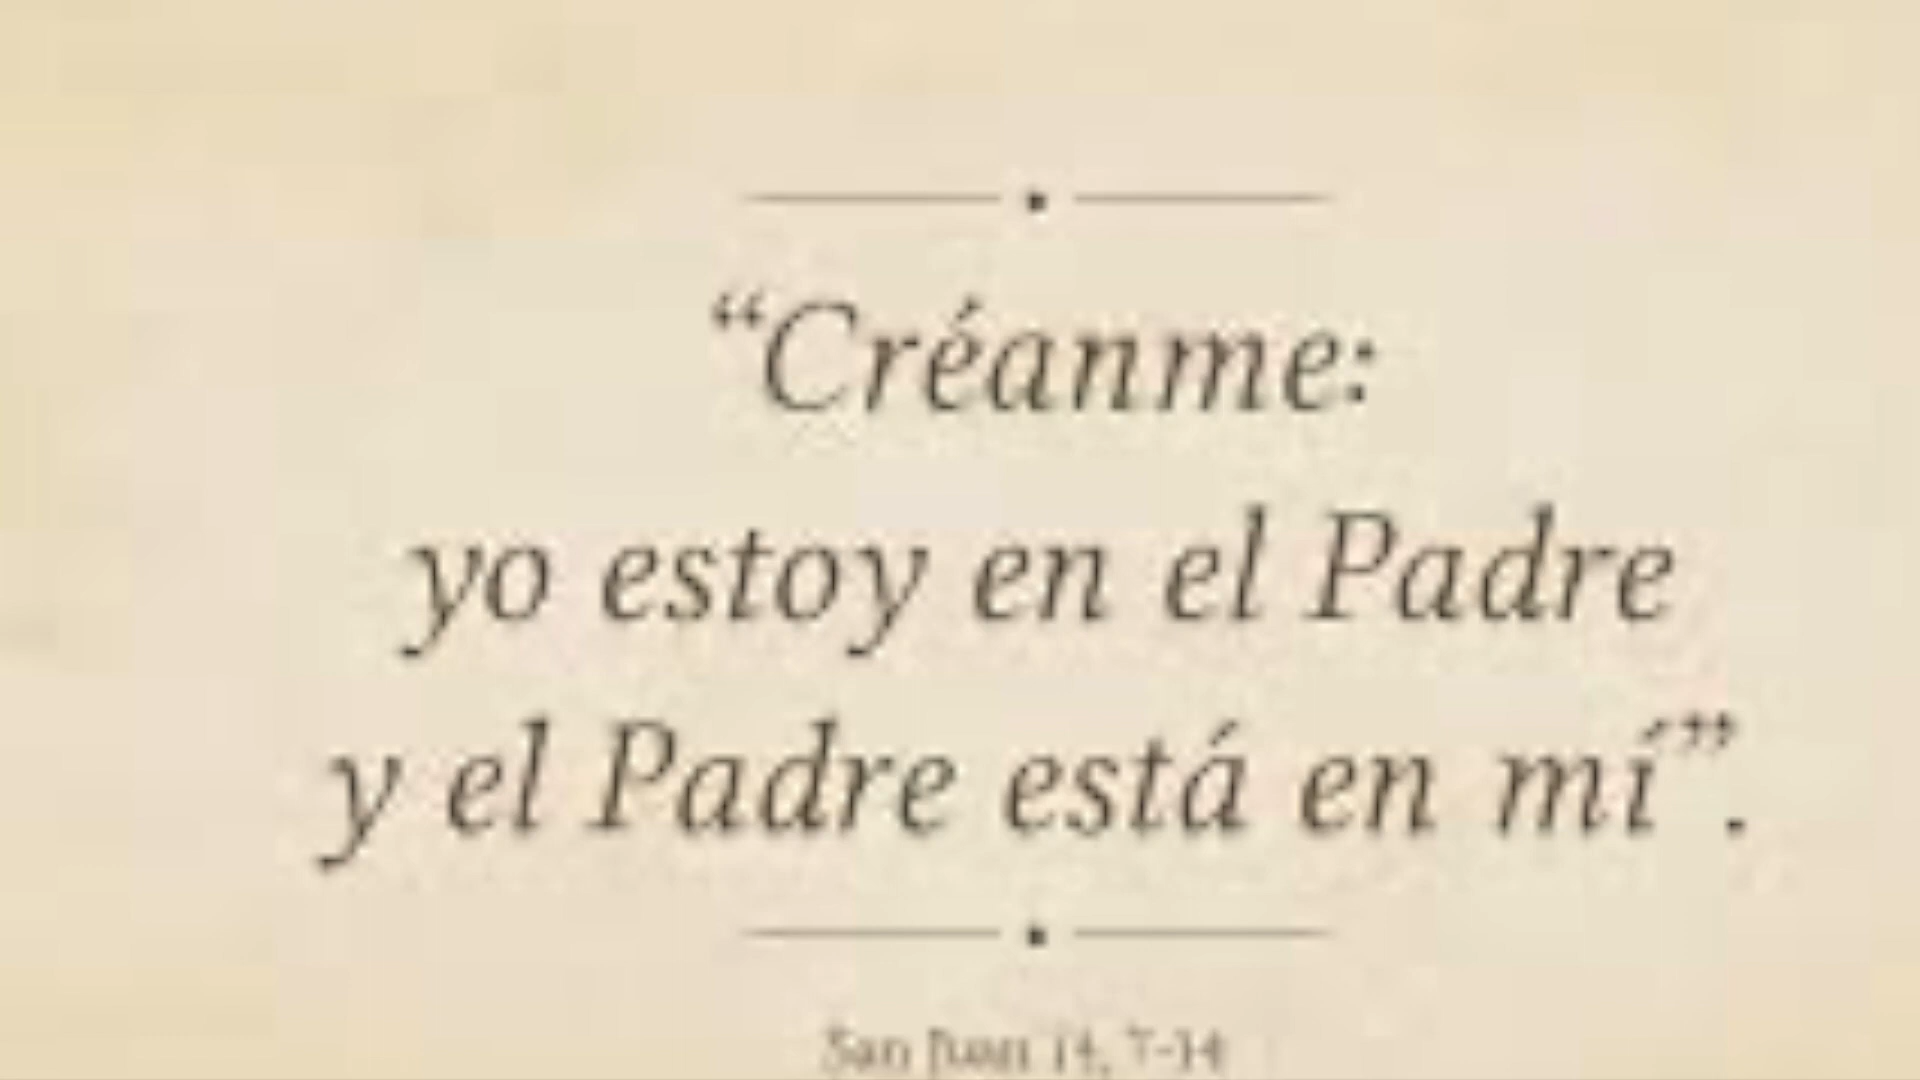 “Créanme:
yo estoy en el Padre
y el Padre está en mí”.
San Juan 14, 7-14